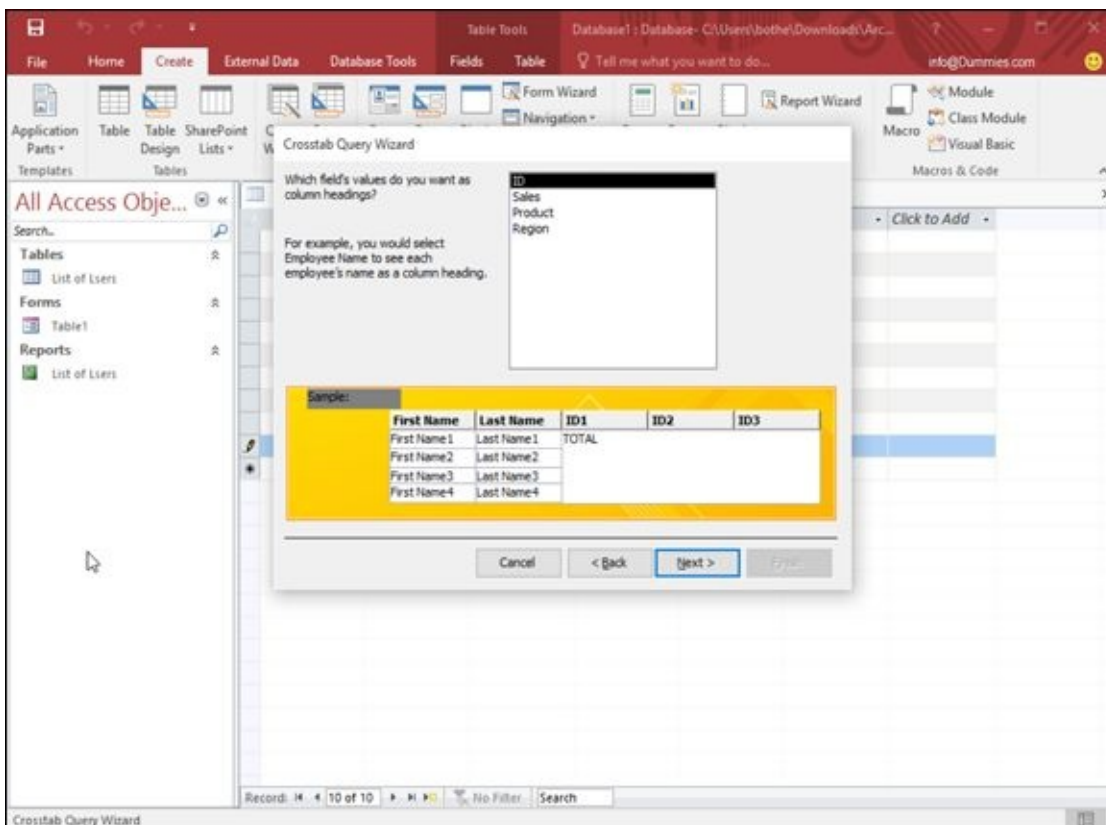 Table Tools Database1 : Database- C:\Users\bothe\Downloads\Arc... ?
File Home Create External Data Database Tools Fields Table Tell me what you want to do... info@Dummies.com
Application Parts
Table
Table Design
SharePoint Lists
Form Wizard
Navigation
Report Wizard
Macro
Module
Class Module
Visual Basic
Templates Tables Macros & Code
All Access Obje...
Search..
Tables
List of Lsers
Forms
Table1
Reports
List of Lsers
Click to Add
Crosstab Query Wizard
Which field's values do you want as
column headings?
For example, you would select
Employee Name to see each
employee's name as a column heading.
ID
Sales
Product
Region
Sample:
First Name Last Name ID1 ID2 ID3
First Name1 Last Name1 TOTAL
First Name2 Last Name2
First Name3 Last Name3
First Name4 Last Name4
Cancel < Back Next >
Record: 10 of 10 No Filter Search
Crosstab Query Wizard